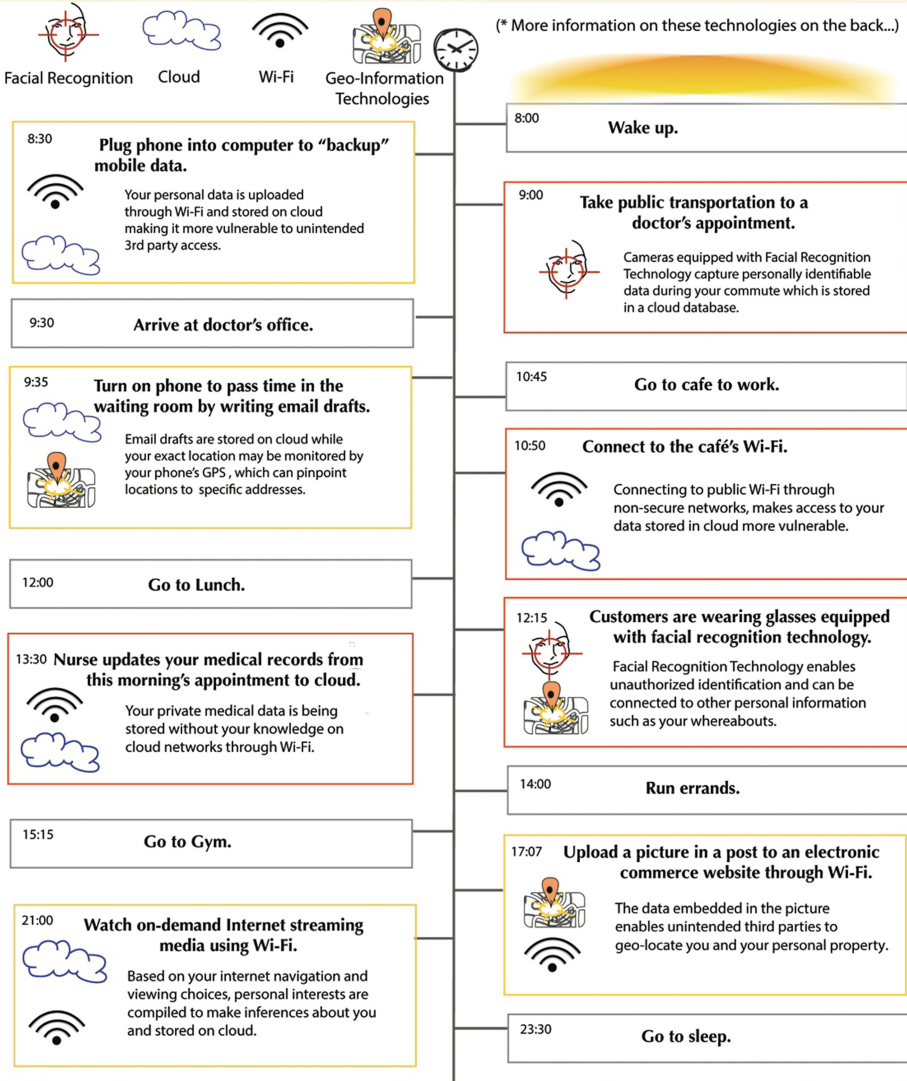 (* More information on these technologies on the back...)
Facial Recognition
Cloud
Wi-Fi
Geo-Information
Technologies
8:00
Wake up.
8:30
Plug phone into computer to “backup”
mobile data.
Your personal data is uploaded
through Wi-Fi and stored on cloud
making it more vulnerable to unintended
3rd party access.
9:00
Take public transportation to a
doctor’s appointment.
Cameras equipped with Facial Recognition
Technology capture personally identifiable
data during your commute which is stored
in a cloud database.
9:30
Arrive at doctor’s office.
9:35
Turn on phone to pass time in the
waiting room by writing email drafts.
Email drafts are stored on cloud while
your exact location may be monitored by
your phone’s GPS , which can pinpoint
locations to specific addresses.
10:45
Go to cafe to work.
10:50
Connect to the café’s Wi-Fi.
Connecting to public Wi-Fi through
non-secure networks, makes access to your
data stored in cloud more vulnerable.
12:00
Go to Lunch.
12:15
Customers are wearing glasses equipped
with facial recognition technology.
Facial Recognition Technology enables
unauthorized identification and can be
connected to other personal information
such as your whereabouts.
13:30
Nurse updates your medical records from
this morning’s appointment to cloud.
Your private medical data is being
stored without your knowledge on
cloud networks through Wi-Fi.
14:00
Run errands.
15:15
Go to Gym.
17:07
Upload a picture in a post to an electronic
commerce website through Wi-Fi.
The data embedded in the picture
enables unintended third parties to
geo-locate you and your personal property.
21:00
Watch on-demand Internet streaming
media using Wi-Fi.
Based on your internet navigation and
viewing choices, personal interests are
compiled to make inferences about you
and stored on cloud.
23:30
Go to sleep.